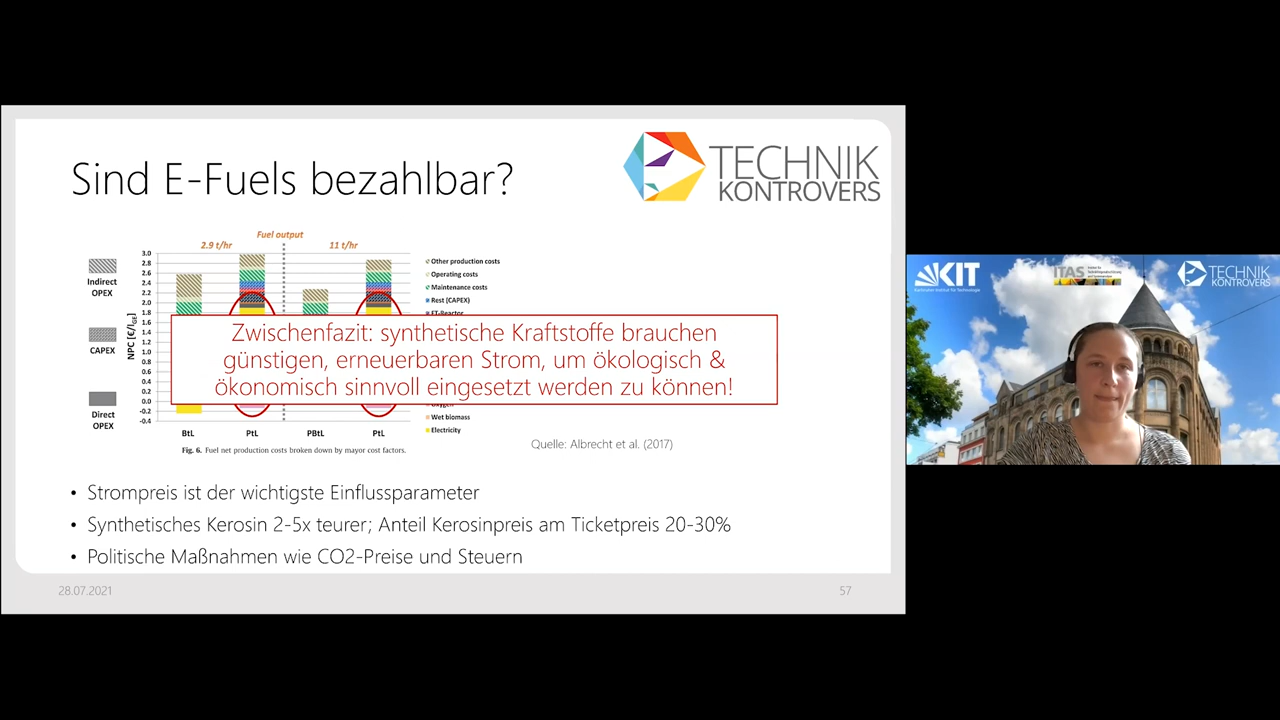 Sind E-Fuels bezahlbar?
TECHNIK
KONTROVERS
Fuel output
2.9 t/hr
11 t/hr
Indirect
OPEX
CAPEX
Direct
OPEX
NPC [€/lGE]
3.0
2.8
2.6
2.4
2.2
2.0
1.8
1.6
1.4
1.2
1.0
0.8
0.6
0.4
0.2
0.0
-0.2
-0.4
BtL
PtL
PBtL
PtL
Other production costs
Operating costs
Maintenance costs
Rest (CAPEX)
FT-Reactor
Zwischenfazit: synthetische Kraftstoffe brauchen
günstigen, erneuerbaren Strom, um ökologisch &
ökonomisch sinnvoll eingesetzt werden zu können!
Wet biomass
Electricity
Fig. 6. Fuel net production costs broken down by mayor cost factors.
Quelle: Albrecht et al. (2017)
• Strompreis ist der wichtigste Einflussparameter
• Synthetisches Kerosin 2-5x teurer; Anteil Kerosinpreis am Ticketpreis 20-30%
• Politische Maßnahmen wie CO2-Preise und Steuern
28.07.2021
57
KIT
Karlsruher Institut für Technologie
ITAS
TECHNIK
KONTROVERS